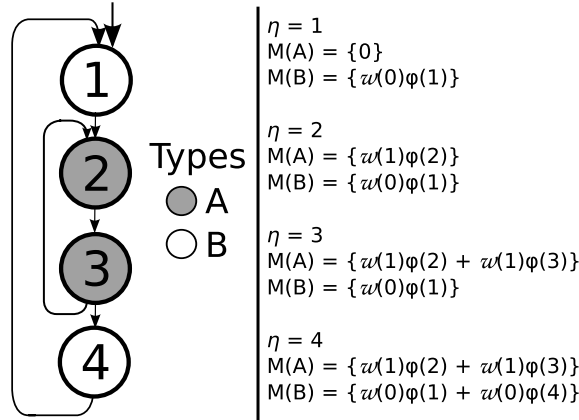 1
2
3
4
Types
A
B
η = 1
M(A) = {0}
M(B) = {w(0)φ(1)}
η = 2
M(A) = {w(1)φ(2)}
M(B) = {w(0)φ(1)}
η = 3
M(A) = {w(1)φ(2) + w(1)φ(3)}
M(B) = {w(0)φ(1)}
η = 4
M(A) = {w(1)φ(2) + w(1)φ(3)}
M(B) = {w(0)φ(1) + w(0)φ(4)}